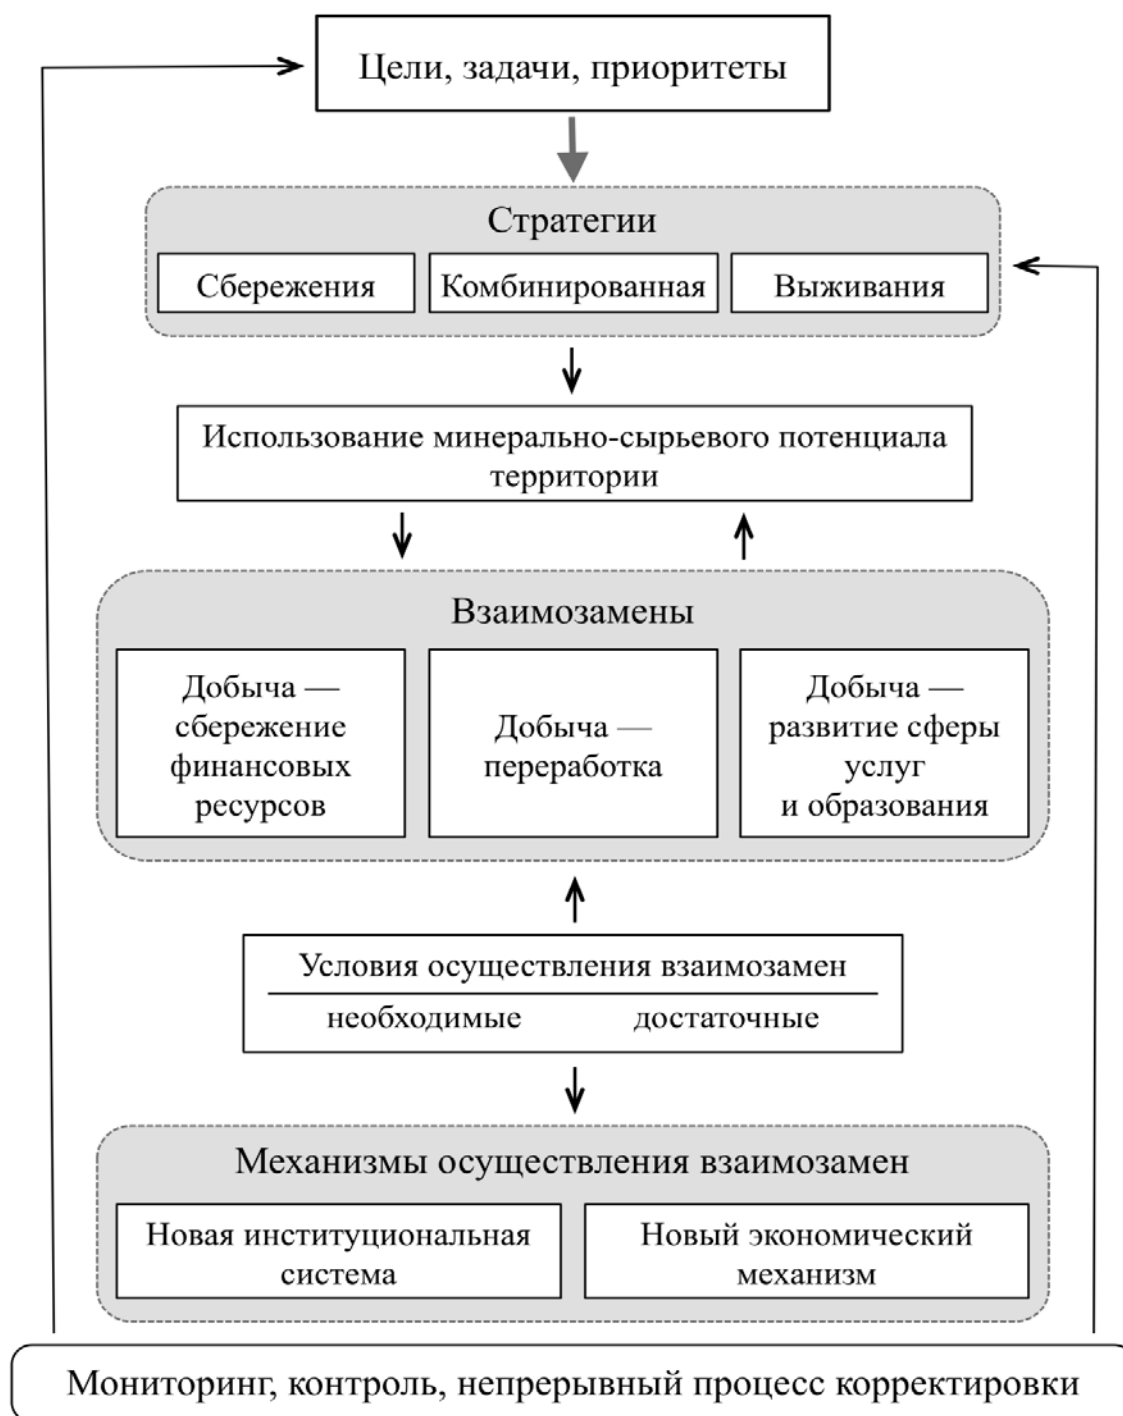 Цели, задачи, приоритеты
Стратегии
Сбережения
Комбинированная
Выживания
Использование минерально-сырьевого потенциала
территории
Взаимозамены
Добыча —
сбережение
финансовых
ресурсов
Добыча —
переработка
Добыча —
развитие сферы
услуг
и образования
Условия осуществления взаимозамен
необходимые достаточные
Механизмы осуществления взаимозамен
Новая институциональная
система
Новый экономический
механизм
Мониторинг, контроль, непрерывный процесс корректировки